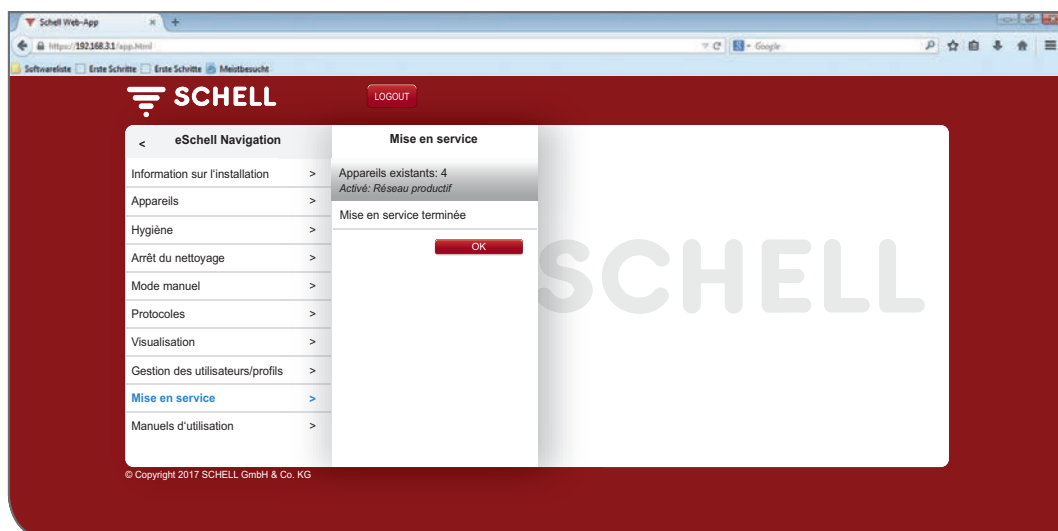 Schell Web-App × +
https://192.168.3.1/app.html
Google
Softwareliste Erste Schritte Erste Schritte Meistbesucht
SCHELL
LOGOUT
< eSchell Navigation
Information sur l'installation >
Appareils >
Hygiène >
Arrêt du nettoyage >
Mode manuel >
Protocoles >
Visualisation >
Gestion des utilisateurs/profils >
Mise en service >
Manuels d'utilisation >
Mise en service
Appareils existants: 4
Activé: Réseau productif
Mise en service terminée
OK
SCHELL
© Copyright 2017 SCHELL GmbH & Co. KG